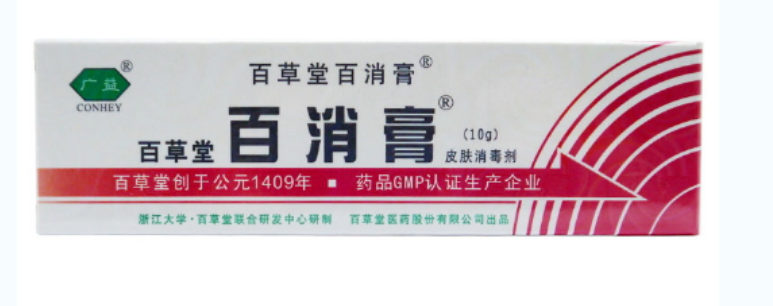 广益®
CONHEY
百草堂百消膏®
百草堂 百消膏® (10g)
皮肤消毒剂
百草堂创于公元1409年 ■ 药品GMP认证生产企业
浙江大学·百草堂联合研发中心研制 百草堂医药股份有限公司出品